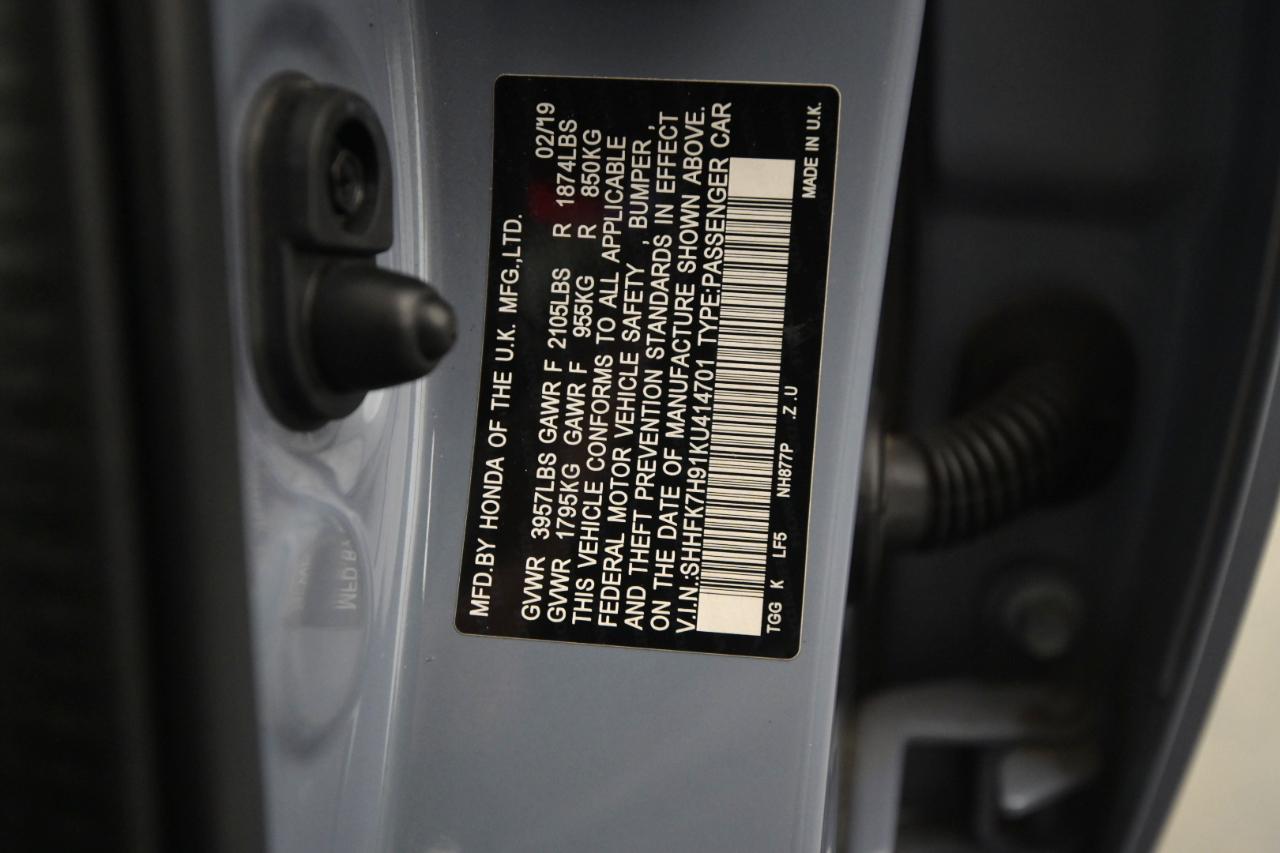 MFD.BY HONDA OF THE U.K. MFG.,LTD.
GVWR 3957LBS GAWR F 2105LBS R 1874LBS 02/19
GVWR 1795KG GAWR F 955KG R 850KG
THIS VEHICLE CONFORMS TO ALL APPLICABLE
FEDERAL MOTOR VEHICLE SAFETY , BUMPER ,
AND THEFT PREVENTION STANDARDS IN EFFECT
ON THE DATE OF MANUFACTURE SHOWN ABOVE.
V.I.N.:SHHFK7H91KU414701 TYPE:PASSENGER CAR
TGG K LF5 NH877P .Z.U
MADE IN U.K.